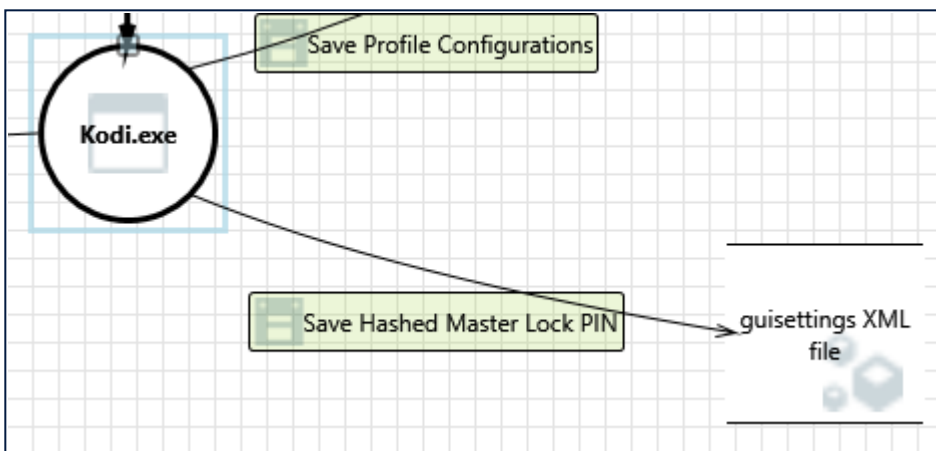 Save Profile Configurations
Kodi.exe
Save Hashed Master Lock PIN
guisettings XML
file